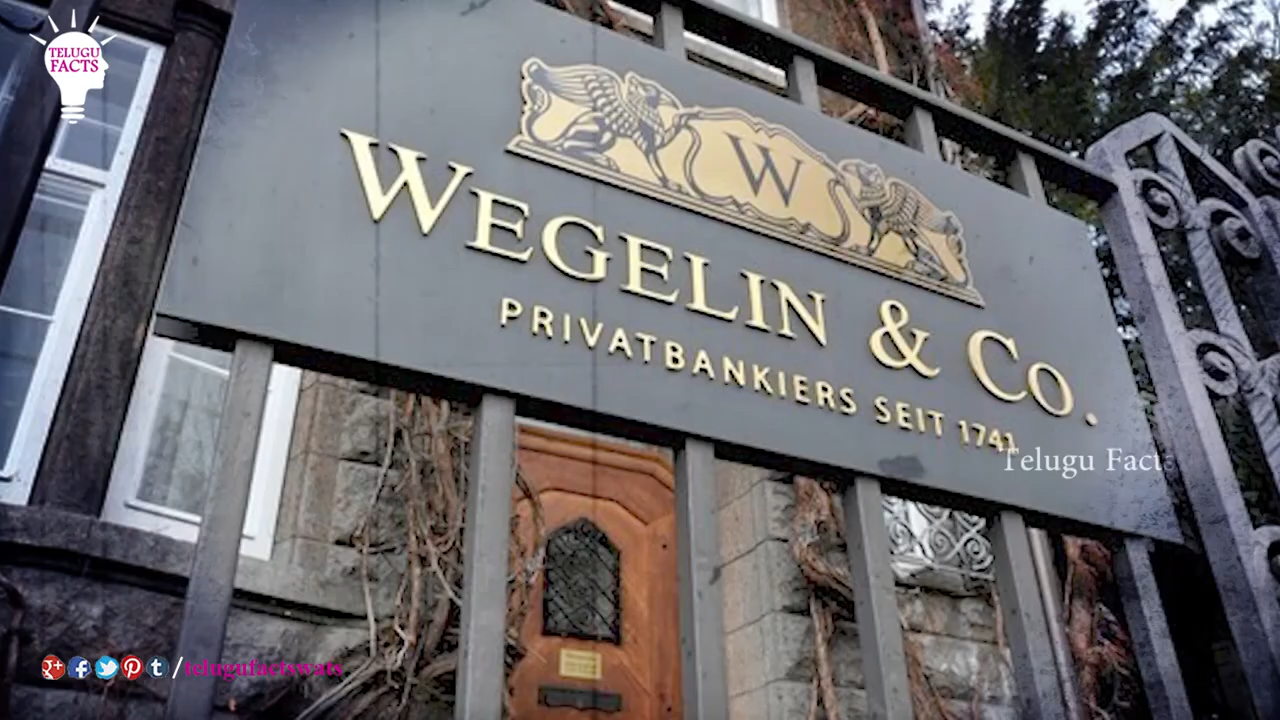 TELUGU
FACTS
W
WEGELIN & CO.
PRIVATBANKIERS SEIT 1741
Telugu Facts
/telugufactswats